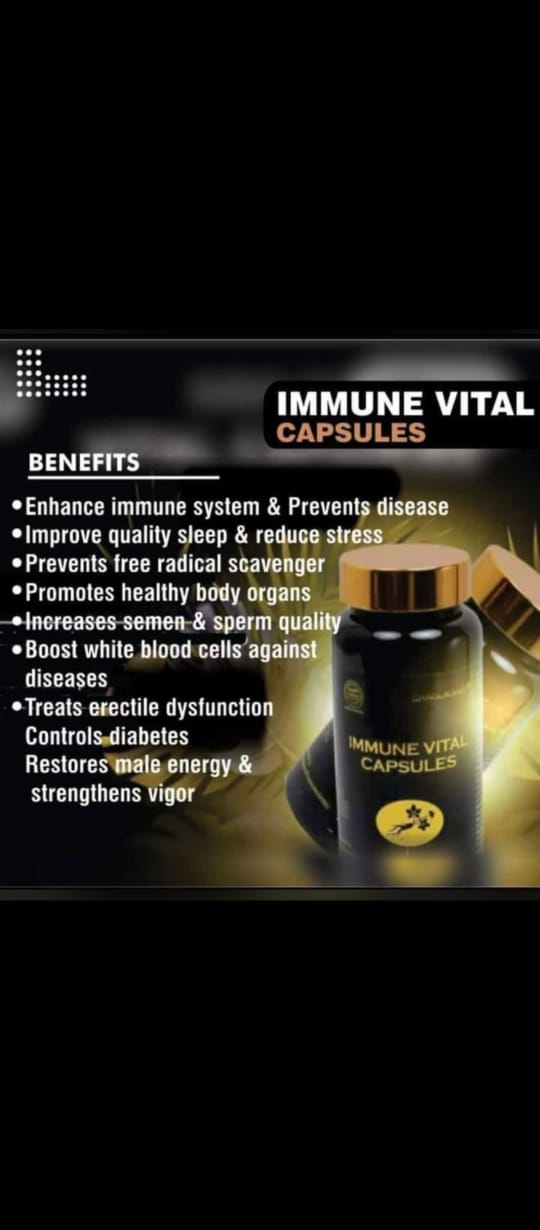 IMMUNE VITAL
CAPSULES
BENEFITS
•Enhance immune system & Prevents disease
•Improve quality sleep & reduce stress
•Prevents free radical scavenger
•Promotes healthy body organs
•Increases semen & sperm quality
•Boost white blood cells against
diseases
•Treats erectile dysfunction
Controls diabetes
Restores male energy &
strengthens vigor
IMMUNE VITAL
CAPSULES